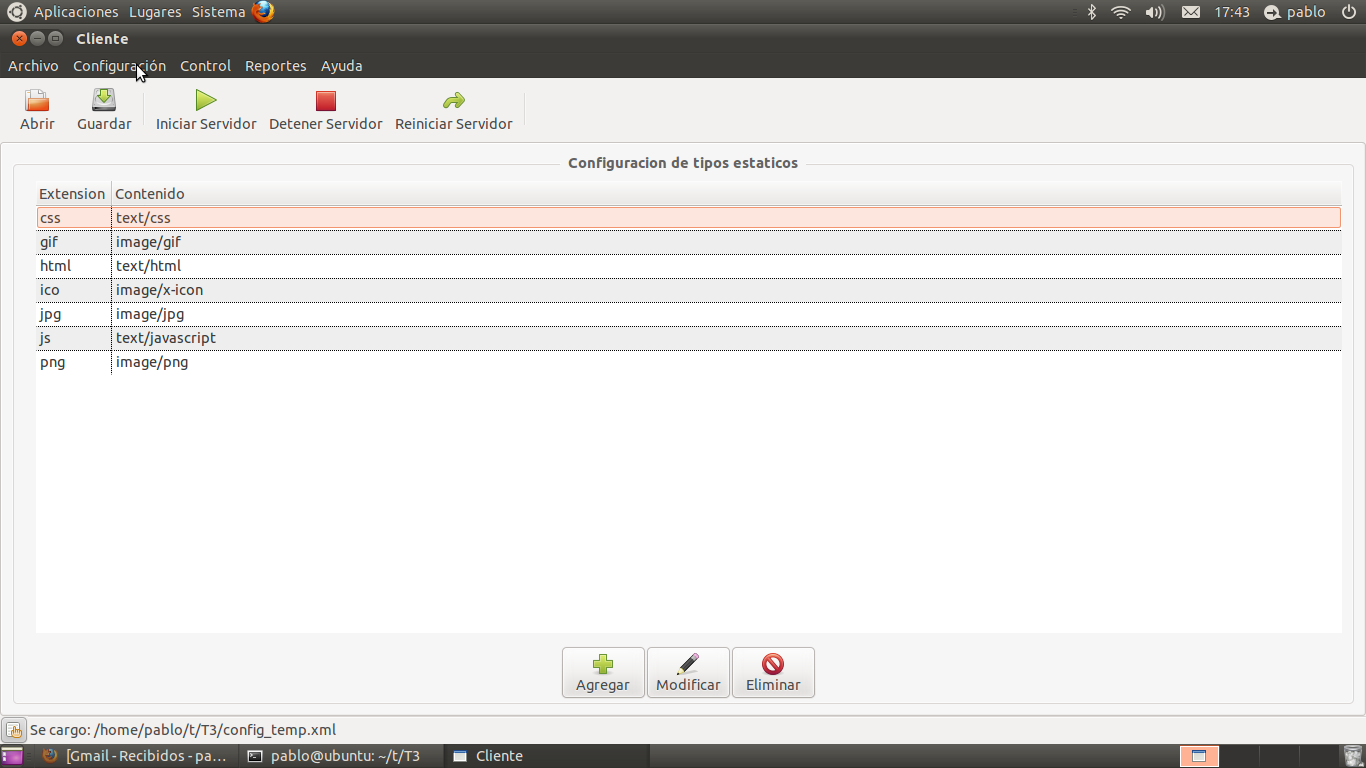 Aplicaciones Lugares Sistema 17:43 pablo
Cliente
Archivo Configuración Control Reportes Ayuda
Abrir Guardar Iniciar Servidor Detener Servidor Reiniciar Servidor
Configuracion de tipos estaticos
Extension Contenido
css text/css
gif image/gif
html text/html
ico image/x-icon
jpg image/jpg
js text/javascript
png image/png
Agregar Modificar Eliminar
Se cargo: /home/pablo/t/T3/config_temp.xml
[Gmail - Recibidos - pa... pablo@ubuntu: ~/t/T3 Cliente